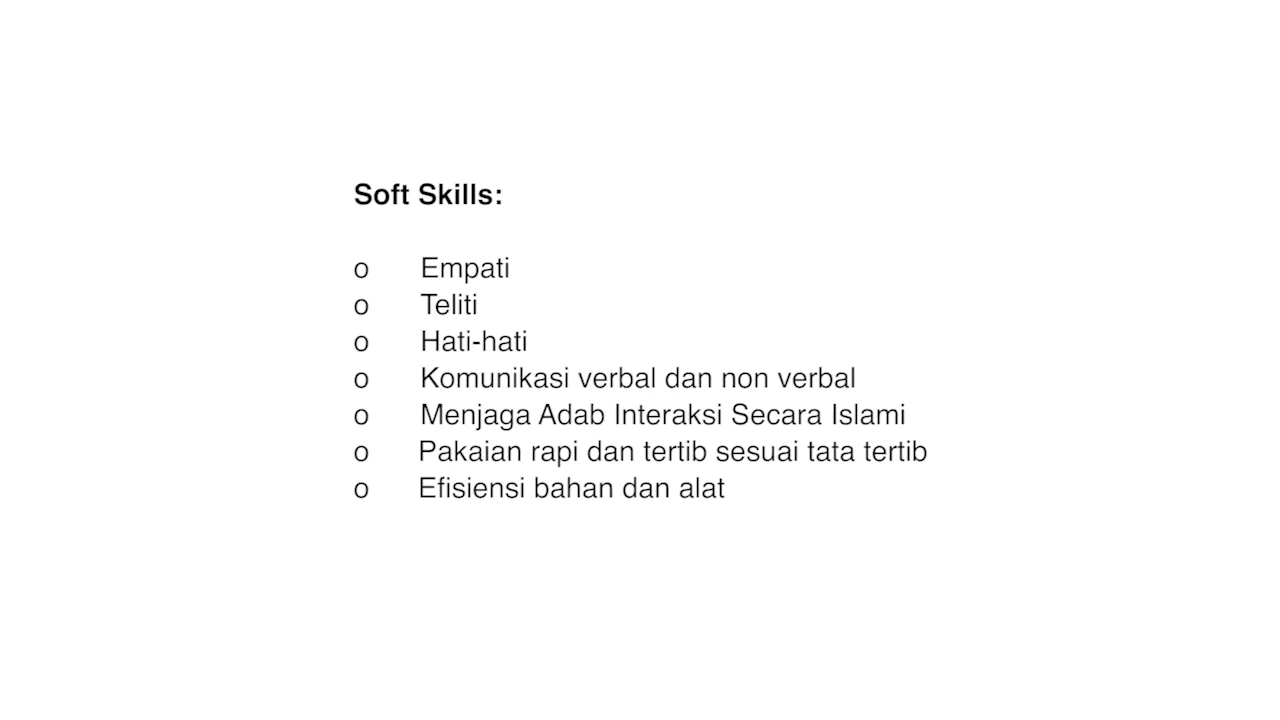 Soft Skills:
o Empati
o Teliti
o Hati-hati
o Komunikasi verbal dan non verbal
o Menjaga Adab Interaksi Secara Islami
o Pakaian rapi dan tertib sesuai tata tertib
o Efisiensi bahan dan alat